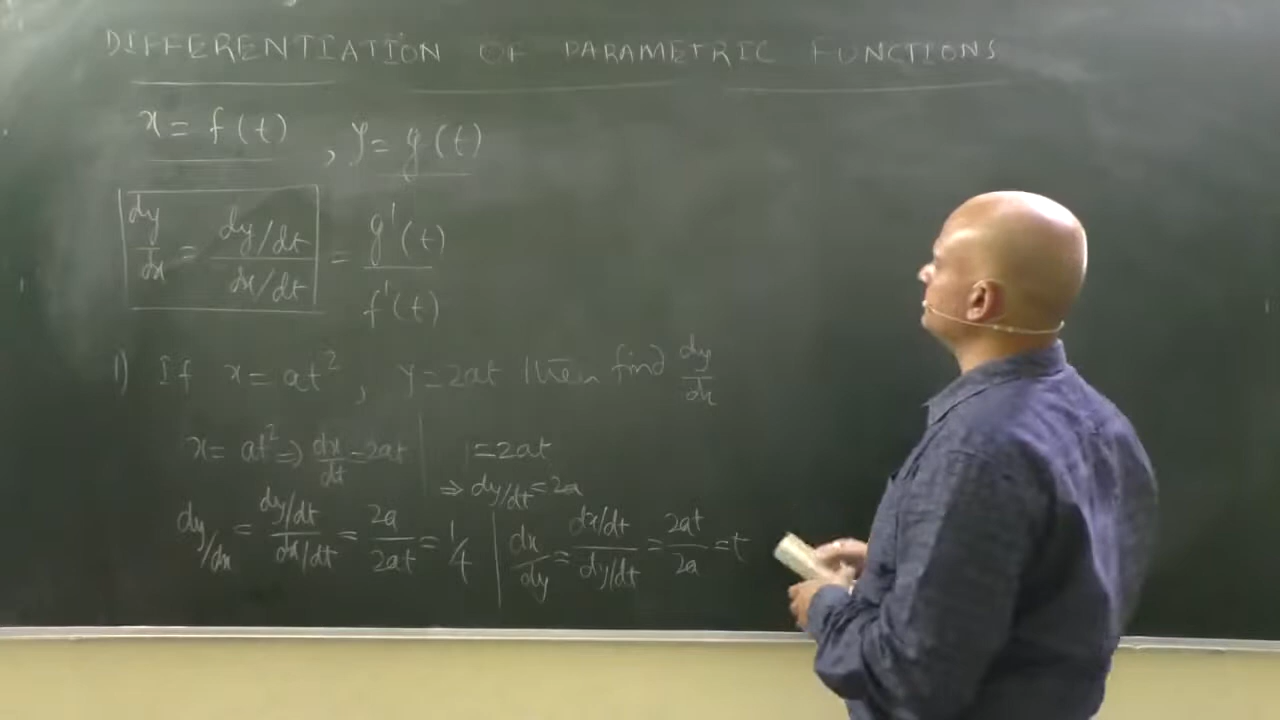 DIFFERENTIATION OF PARAMETRIC FUNCTIONS
x = f(t) , y = g(t)
dy/dx = (dy/dt)/(dx/dt) = g'(t)/f'(t)
1) If x = at², y = 2at then find dy/dx
x = at² ⇒ dx/dt = 2at | = 2at
⇒ dy/dt = 2a
dy/dx = (dy/dt)/(dx/dt) = 2a/2at = 1/t | dx/dy = (dx/dt)/(dy/dt) = 2at/2a = t